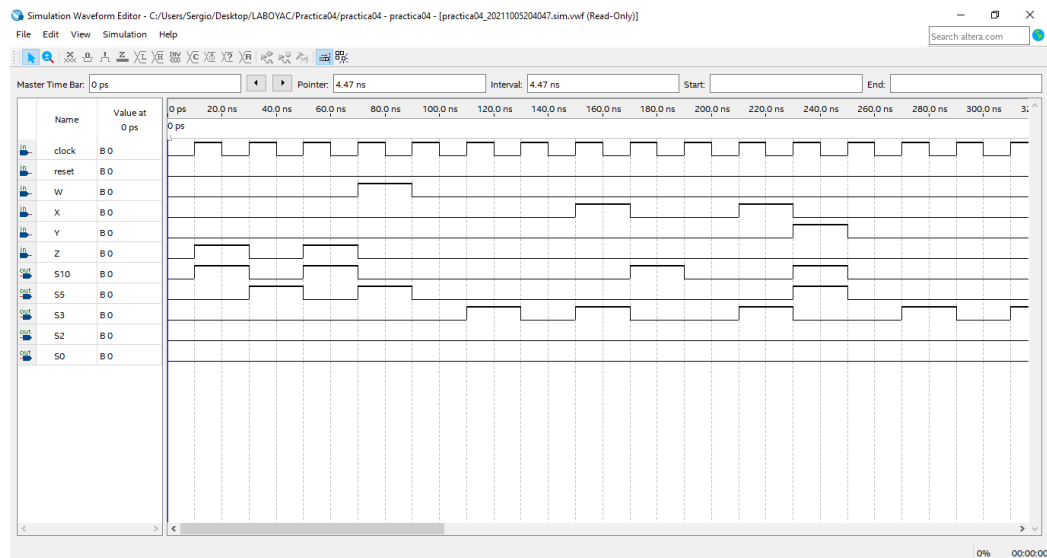 Simulation Waveform Editor - C:/Users/Sergio/Desktop/LABOYAC/Practica04/practica04 - practica04 - [practica04_20211005204047.sim.vwf (Read-Only)]
File Edit View Simulation Help
Search altera.com
Master Time Bar: 0 ps Pointer: 4.47 ns Interval: 4.47 ns Start: End:
Name Value at 0 ps
0 ps 20.0 ns 40.0 ns 60.0 ns 80.0 ns 100.0 ns 120.0 ns 140.0 ns 160.0 ns 180.0 ns 200.0 ns 220.0 ns 240.0 ns 260.0 ns 280.0 ns 300.0 ns
0 ps
in clock B 0
in reset B 0
in W B 0
in X B 0
in Y B 0
in Z B 0
out S10 B 0
out S5 B 0
out S3 B 0
out S2 B 0
out S0 B 0
0% 00:00:00